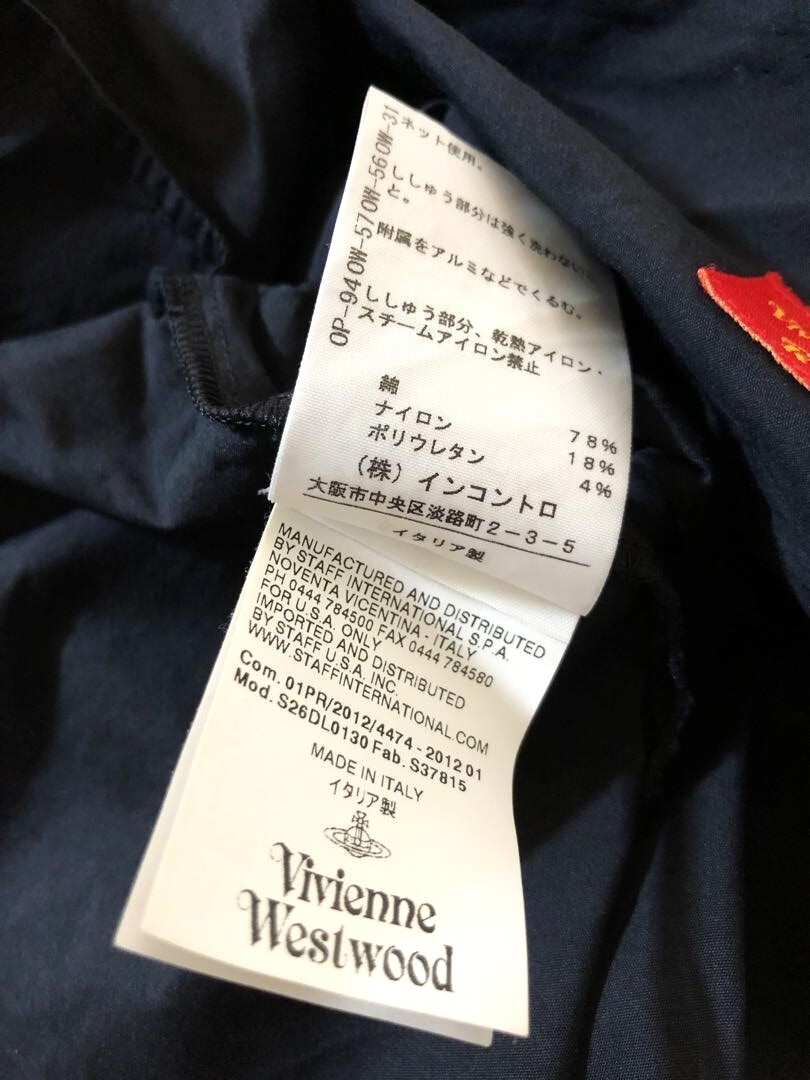 ネット使用。
ししゅう部分は強く洗わない
と。
附属をアルミなどでくるむ。
ししゅう部分、乾熱アイロン・
スチームアイロン禁止
OP-940W-570W-560W-31
綿 78%
ナイロン 18%
ポリウレタン 4%
(株)インコントロ
大阪市中央区淡路町2-3-5
イタリア製
MANUFACTURED AND DISTRIBUTED
BY STAFF INTERNATIONAL S.P.A.
NOVENTA VICENTINA - ITALY
PH 0444 784500 FAX 0444 784580
FOR U.S.A. ONLY
IMPORTED AND DISTRIBUTED
BY STAFF U.S.A. INC.
WWW.STAFFINTERNATIONAL.COM
Com. 01PR/2012/4474 - 2012 01
Mod. S26DL0130 Fab. S37815
MADE IN ITALY
イタリア製
Vivienne
Westwood